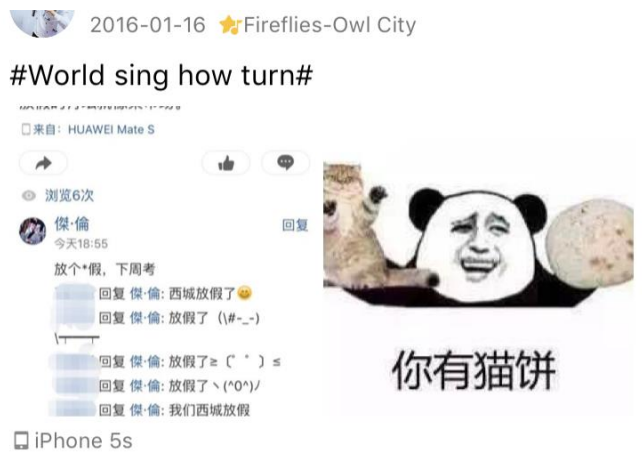 2016-01-16 Fireflies-Owl City
#World sing how turn#
来自：HUAWEI Mate S
浏览6次
傑·倫 回复
今天18:55
放个*假，下周考
回复 傑·倫: 西城放假了😀
回复 傑·倫: 放假了（\#-_-)
\┯━┯
回复 傑·倫: 放假了≥〔゜゜〕≤
回复 傑·倫: 放假了ヽ(^0^)ﾉ
回复 傑·倫: 我们西城放假
你有猫饼
iPhone 5s